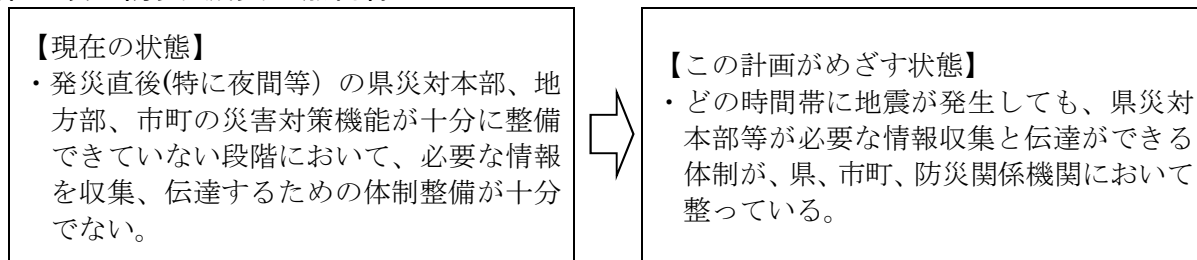 【現在の状態】
・発災直後(特に夜間等）の県災対本部、地
方部、市町の災害対策機能が十分に整備
できていない段階において、必要な情報
を収集、伝達するための体制整備が十分
でない。
【この計画がめざす状態】
・どの時間帯に地震が発生しても、県災対
本部等が必要な情報収集と伝達ができる
体制が、県、市町、防災関係機関において
整っている。